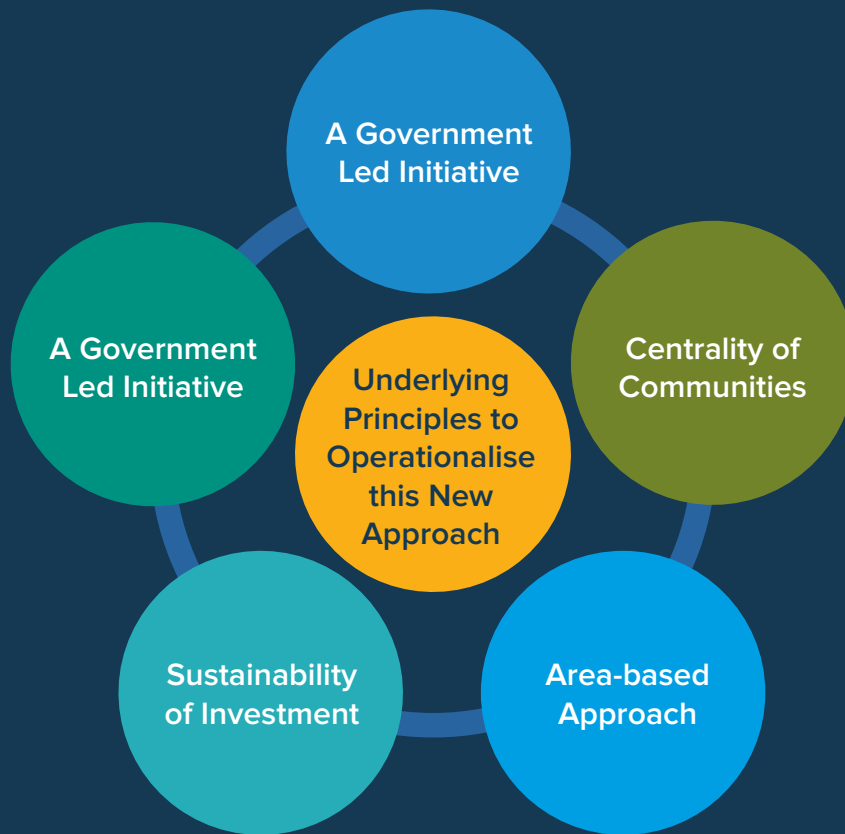 A Government
Led Initiative
A Government
Led Initiative
Centrality of
Communities
Underlying
Principles to
Operationalise
this New
Approach
Sustainability
of Investment
Area-based
Approach